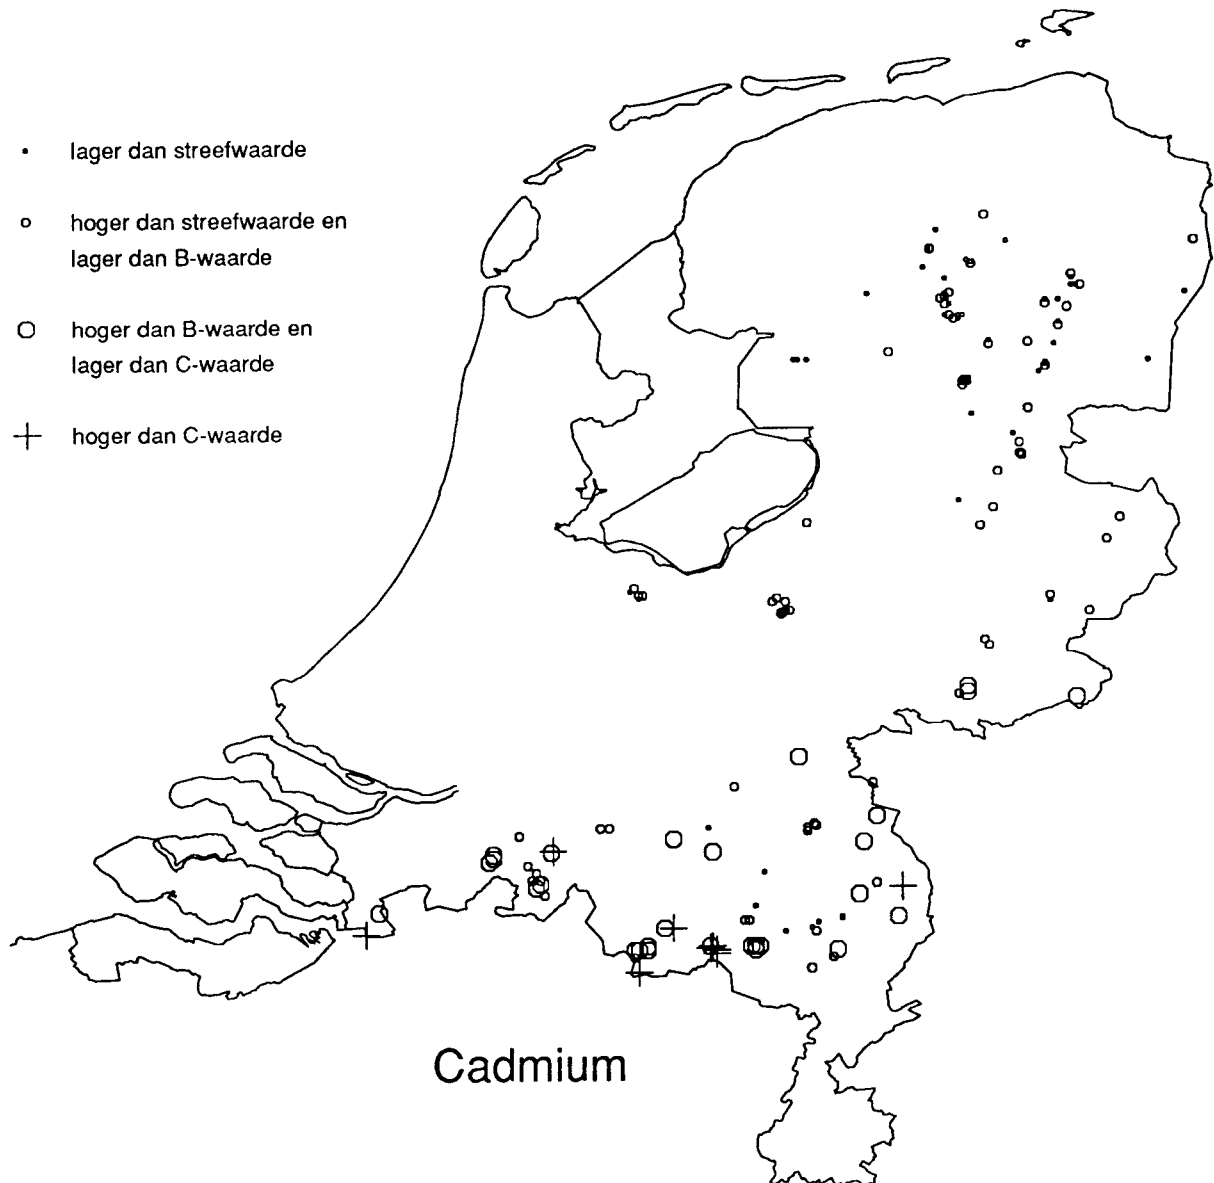 lager dan streefwaarde
hoger dan streefwaarde en
lager dan B-waarde
hoger dan B-waarde en
lager dan C-waarde
hoger dan C-waarde
Cadmium